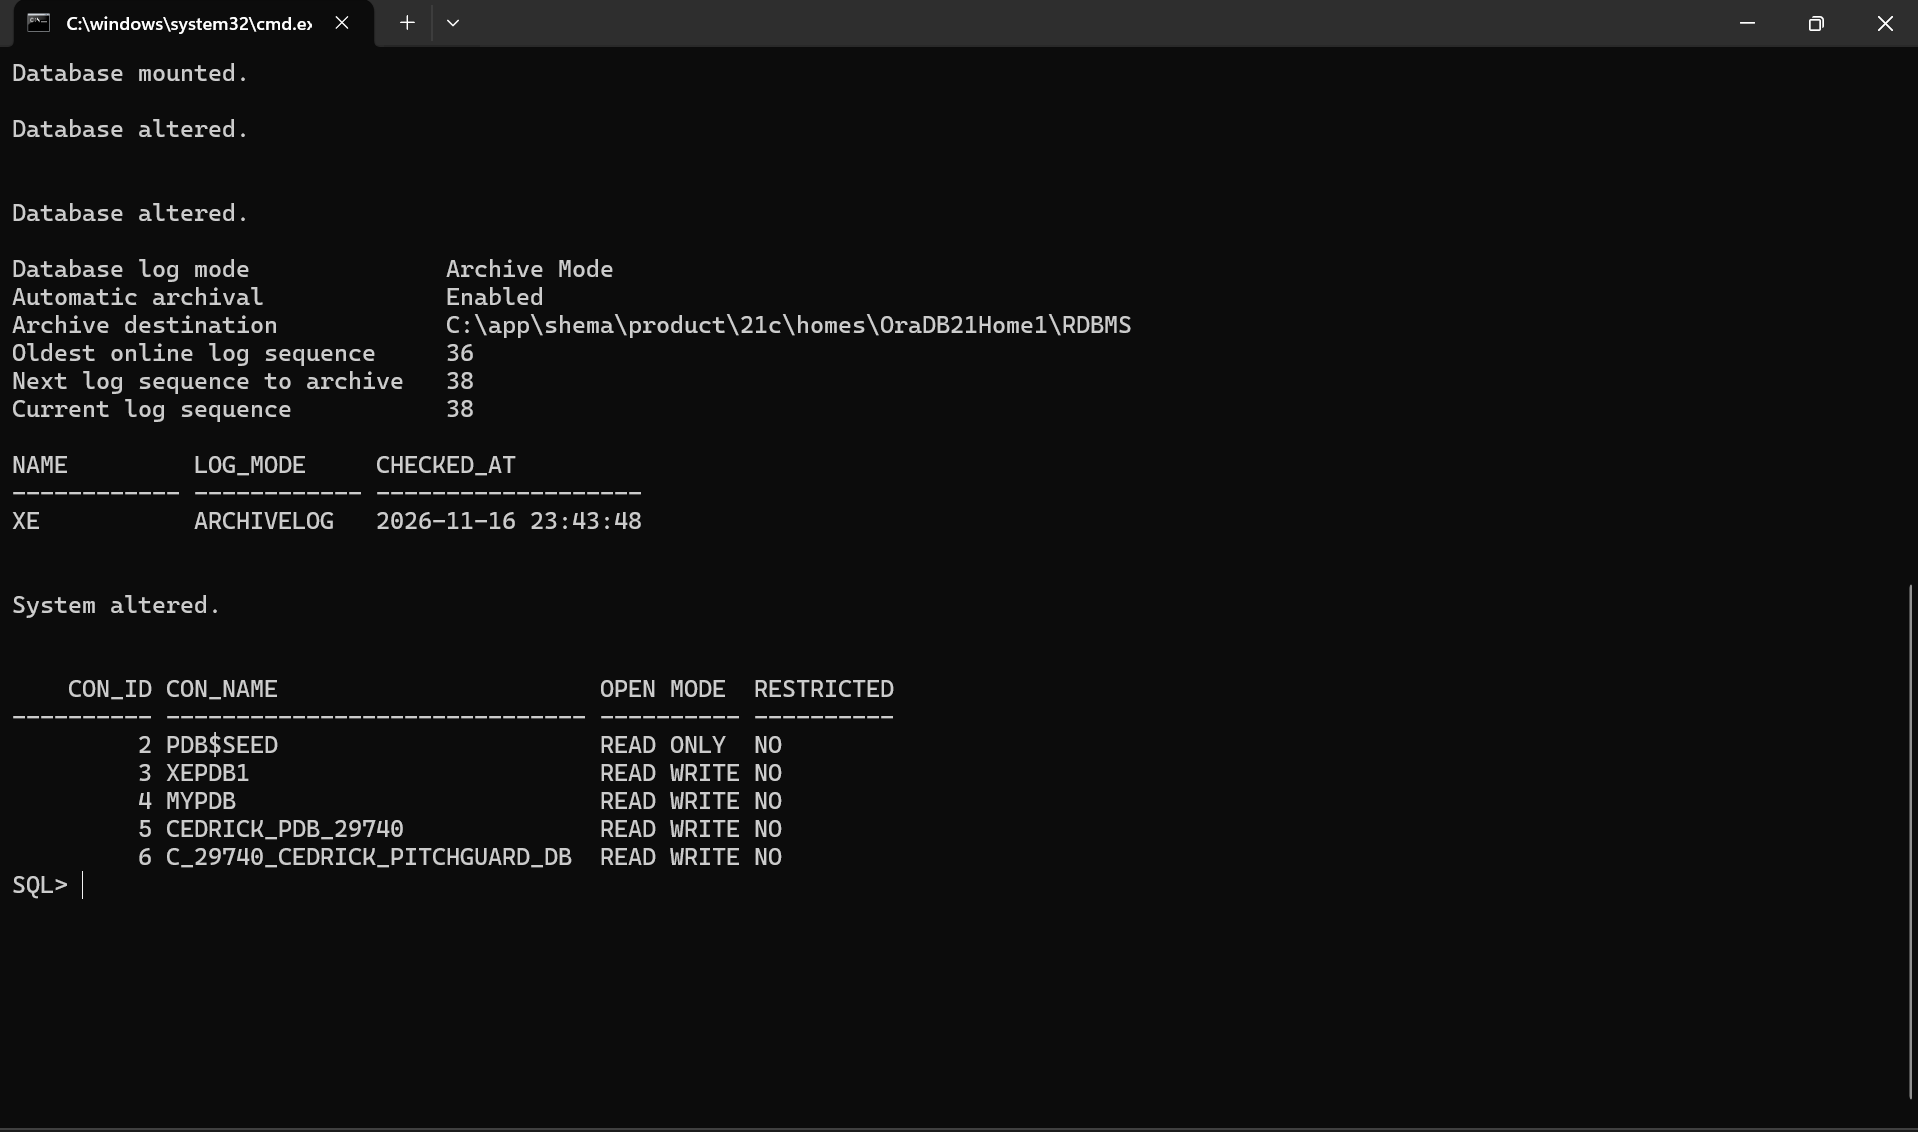 C:\windows\system32\cmd.ex
Database mounted.
Database altered.
Database altered.
Database log mode              Archive Mode
Automatic archival             Enabled
Archive destination            C:\app\shema\product\21c\homes\OraDB21Home1\RDBMS
Oldest online log sequence     36
Next log sequence to archive   38
Current log sequence           38
NAME         LOG_MODE     CHECKED_AT
------------ ------------ -------------------
XE           ARCHIVELOG   2026-11-16 23:43:48
System altered.
    CON_ID CON_NAME                       OPEN MODE  RESTRICTED
---------- ------------------------------ ---------- ----------
         2 PDB$SEED                       READ ONLY  NO
         3 XEPDB1                         READ WRITE NO
         4 MYPDB                          READ WRITE NO
         5 CEDRICK_PDB_29740              READ WRITE NO
         6 C_29740_CEDRICK_PITCHGUARD_DB  READ WRITE NO
SQL>